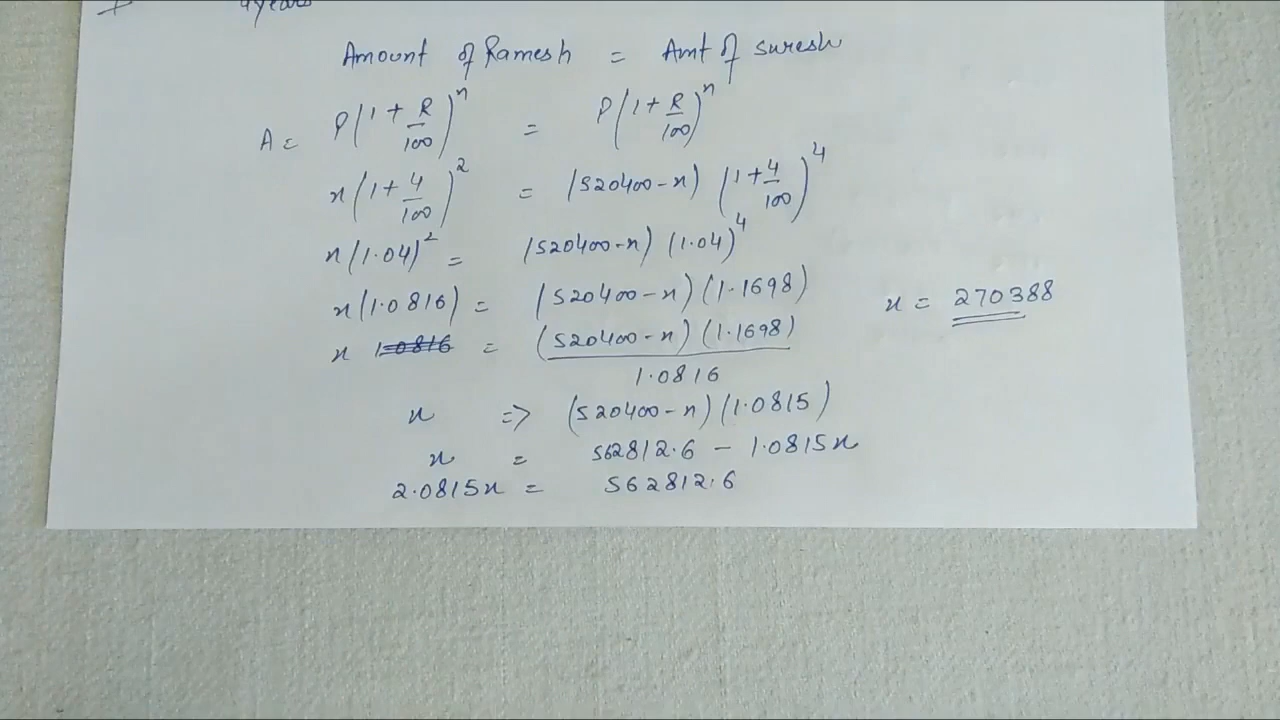 4years
Amount of Ramesh = Amt of suresh
A = P(1 + R/100)^n = P(1 + R/100)^n
x(1 + 4/100)^2 = (520400 - x) (1 + 4/100)^4
x(1.04)^2 = (520400 - x) (1.04)^4
x(1.0816) = (520400 - x) (1.1698)
x 1.0816 = (520400 - x) (1.1698) / 1.0816
x => (520400 - x) (1.0815)
x = 562812.6 - 1.0815x
2.0815x = 562812.6
x = 270388